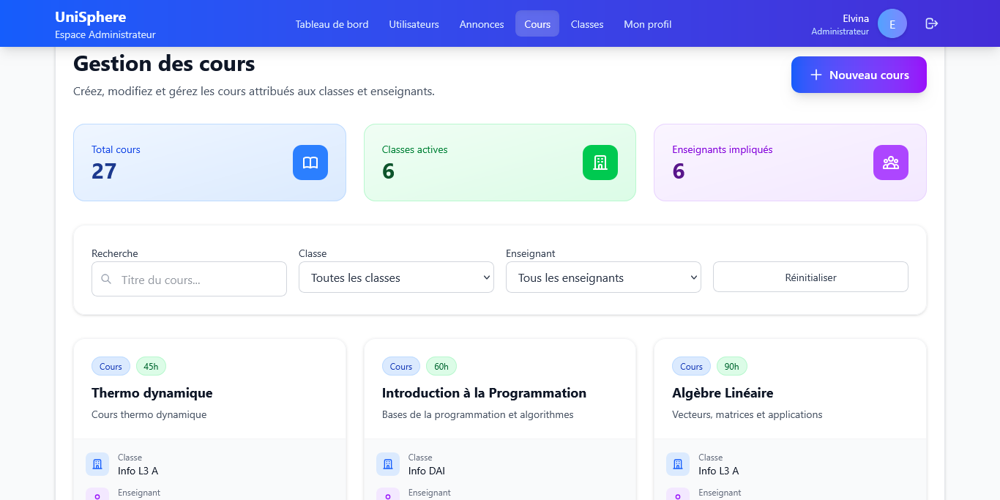 UniSphere
Espace Administrateur
Tableau de bord
Utilisateurs
Annonces
Cours
Classes
Mon profil
Elvina
Administrateur
E
Gestion des cours
Créez, modifiez et gérez les cours attribués aux classes et enseignants.
Nouveau cours
Total cours
27
Classes actives
6
Enseignants impliqués
6
Recherche
Titre du cours...
Classe
Toutes les classes
Enseignant
Tous les enseignants
Réinitialiser
Cours
45h
Thermo dynamique
Cours thermo dynamique
Classe
Info L3 A
Enseignant
Cours
60h
Introduction à la Programmation
Bases de la programmation et algorithmes
Classe
Info DAI
Enseignant
Cours
90h
Algèbre Linéaire
Vecteurs, matrices et applications
Classe
Info L3 A
Enseignant